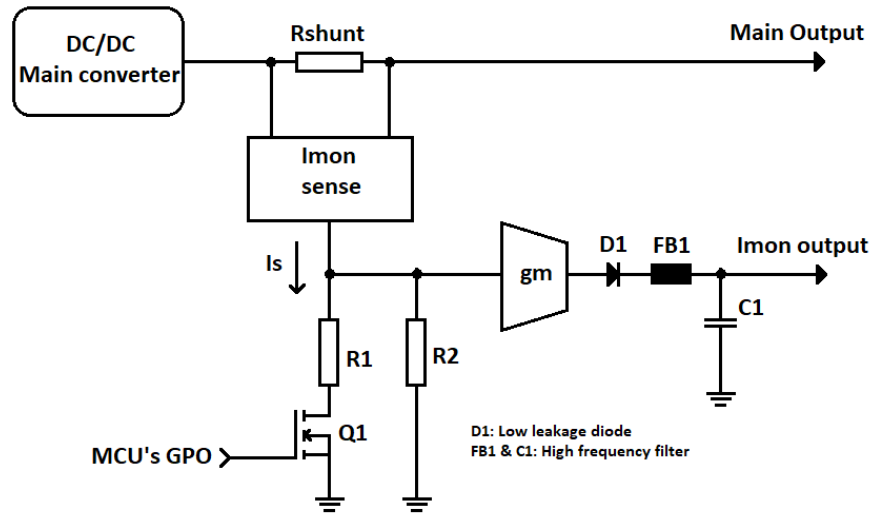 DC/DC
Main converter
Rshunt
Main Output
Imon
sense
Is
gm
D1
FB1
Imon output
C1
R1
R2
Q1
MCU's GPO
D1: Low leakage diode
FB1 & C1: High frequency filter